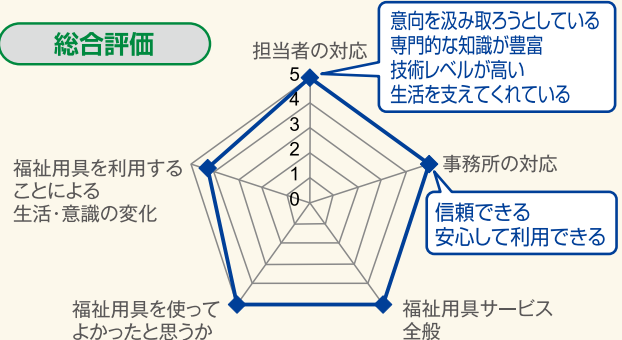 総合評価
担当者の対応
意向を汲み取ろうとしている
専門的な知識が豊富
技術レベルが高い
生活を支えてくれている
5
4
3
2
1
0
事務所の対応
信頼できる
安心して利用できる
福祉用具サービス
全般
福祉用具を使って
よかったと思うか
福祉用具を利用する
ことによる
生活・意識の変化